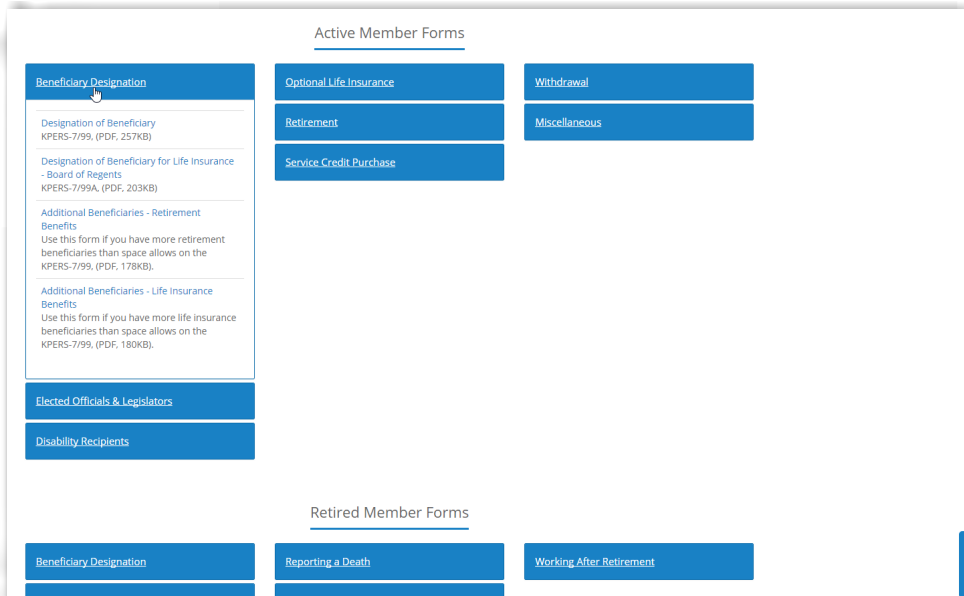 Active Member Forms
Beneficiary Designation
Designation of Beneficiary
KPERS-7/99, (PDF, 257KB)
Designation of Beneficiary for Life Insurance
- Board of Regents
KPERS-7/99A, (PDF, 203KB)
Additional Beneficiaries - Retirement
Benefits
Use this form if you have more retirement
beneficiaries than space allows on the
KPERS-7/99, (PDF, 178KB).
Additional Beneficiaries - Life Insurance
Benefits
Use this form if you have more life insurance
beneficiaries than space allows on the
KPERS-7/99, (PDF, 180KB).
Elected Officials & Legislators
Disability Recipients
Optional Life Insurance
Retirement
Service Credit Purchase
Withdrawal
Miscellaneous
Retired Member Forms
Beneficiary Designation
Reporting a Death
Working After Retirement